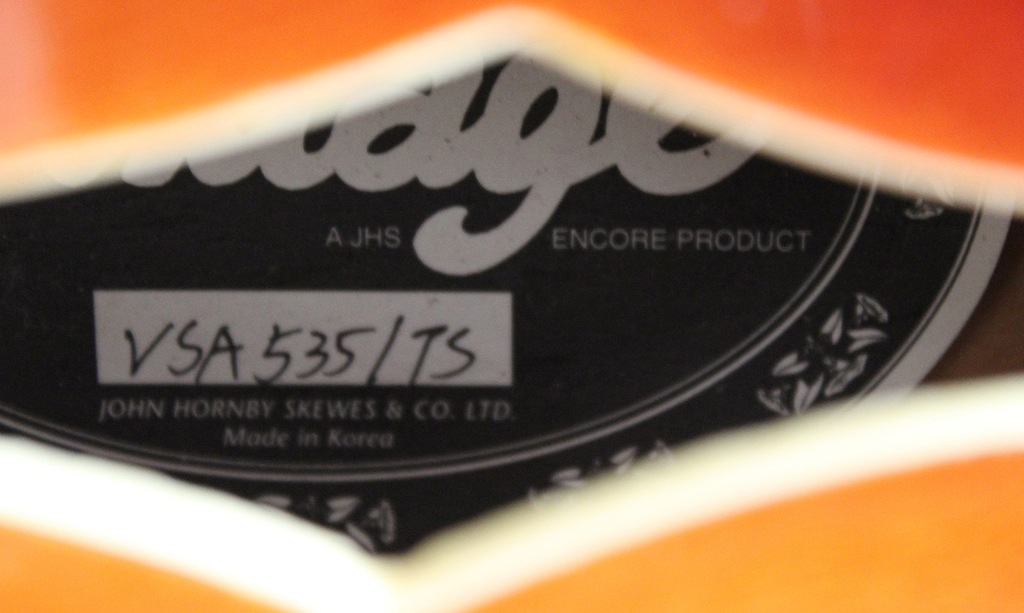 A JHS ENCORE PRODUCT
VSA535/TS
JOHN HORNBY SKEWES & CO. LTD.
Made in Korea